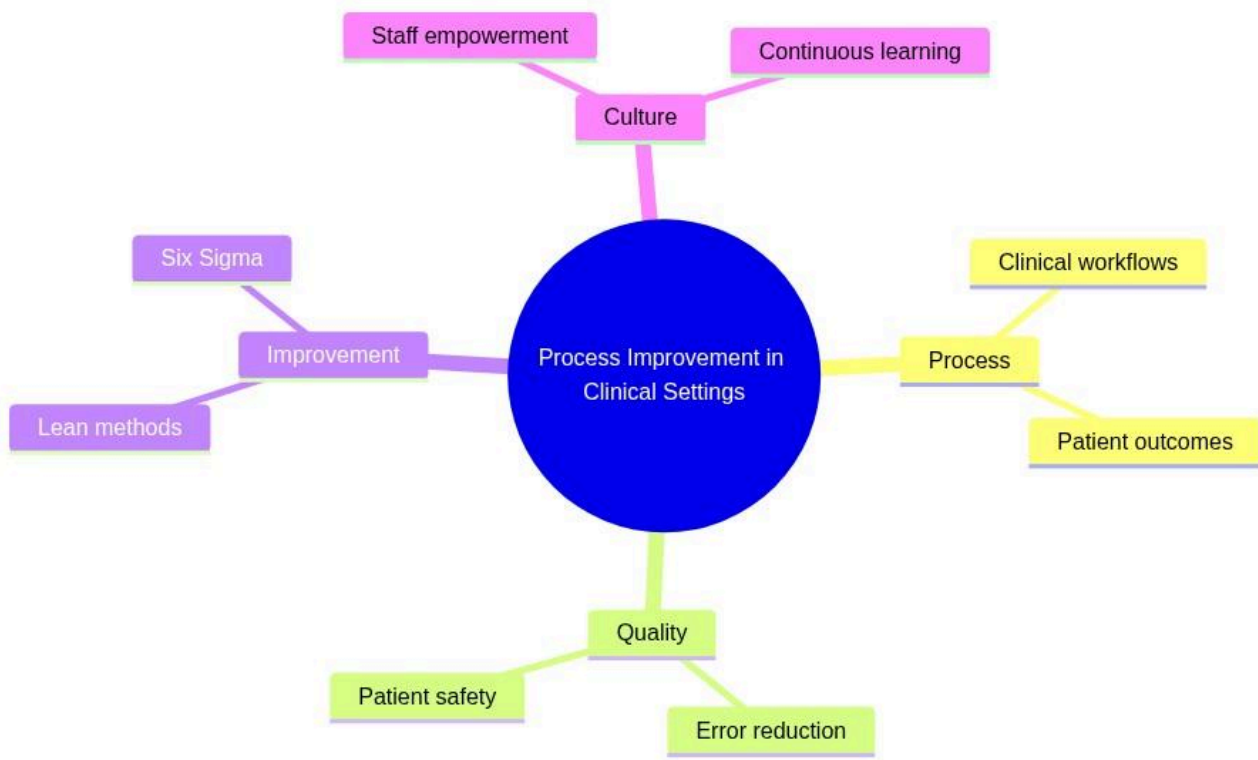 Staff empowerment
Continuous learning
Culture
Six Sigma
Clinical workflows
Improvement
Process Improvement in
Clinical Settings
Process
Lean methods
Patient outcomes
Quality
Patient safety
Error reduction